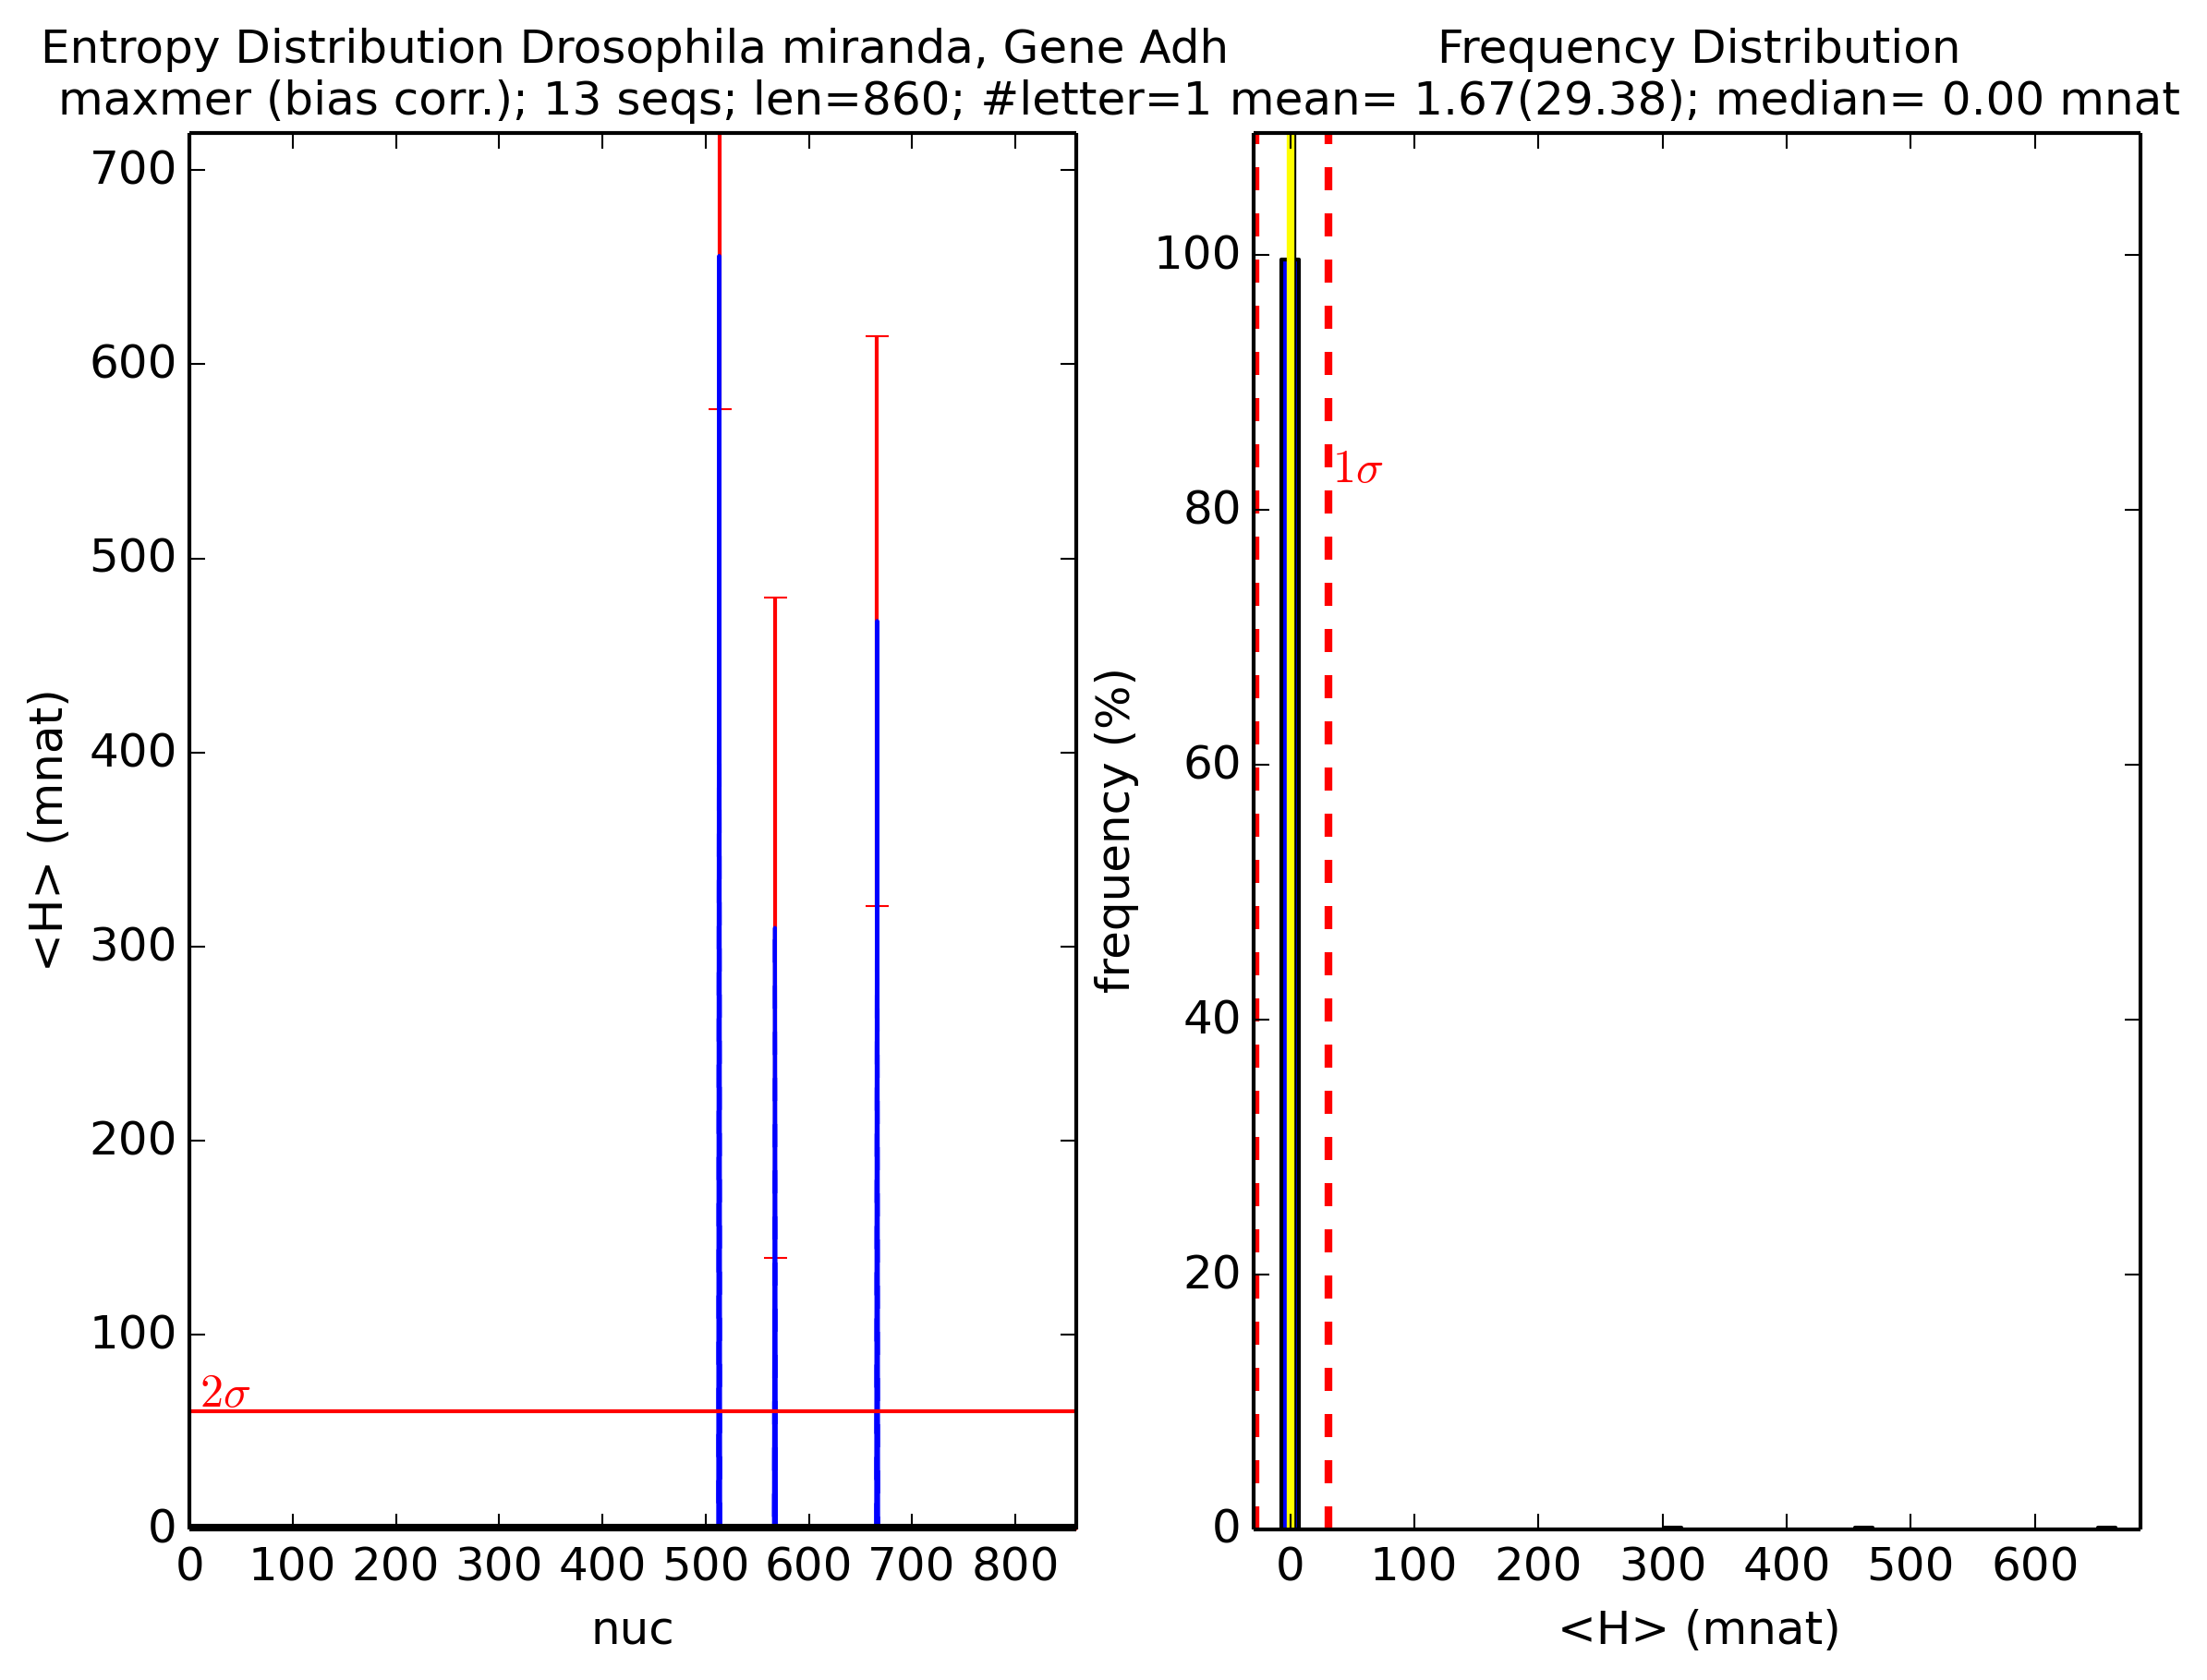 Entropy Distribution Drosophila miranda, Gene Adh
maxmer (bias corr.); 13 seqs; len=860; #letter=1
700
600
500
400
300
200
100
0
<H> (mnat)
2σ
0 100 200 300 400 500 600 700 800
nuc
Frequency Distribution
mean= 1.67(29.38); median= 0.00 mnat
100
80
60
40
20
0
frequency (%)
1σ
0 100 200 300 400 500 600
<H> (mnat)